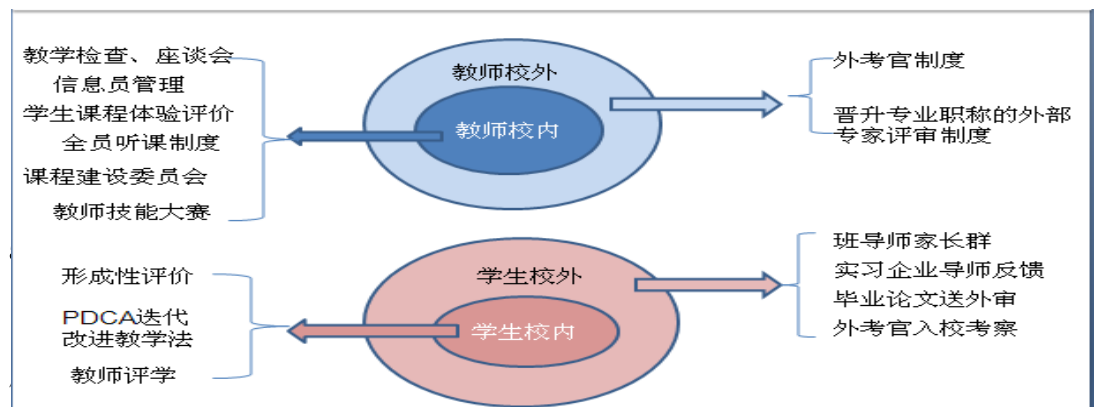 教学检查、座谈会
信息员管理
学生课程体验评价
全员听课制度
课程建设委员会
教师技能大赛
教师校外
教师校内
外考官制度
晋升专业职称的外部
专家评审制度
形成性评价
PDCA迭代
改进教学法
教师评学
学生校外
学生校内
班导师家长群
实习企业导师反馈
毕业论文送外审
外考官入校考察